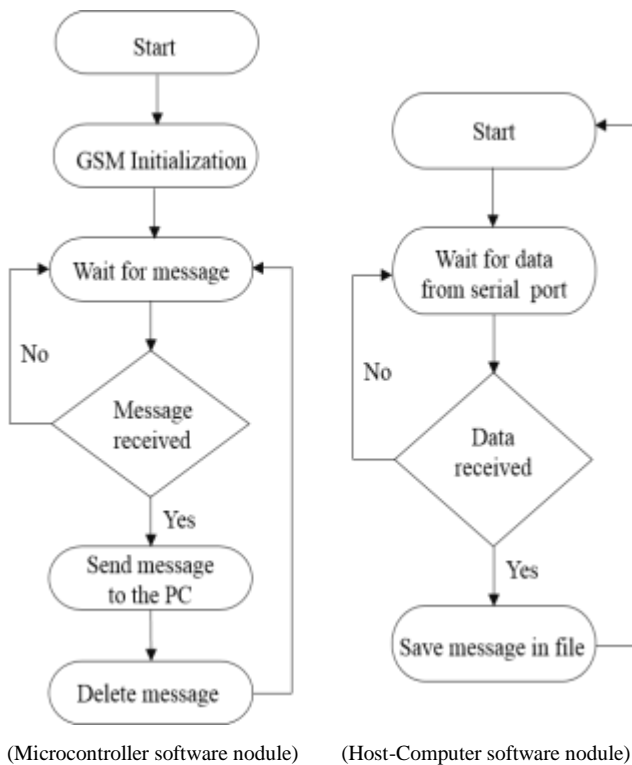 Start
GSM Initialization
Wait for message
No
Message
received
Yes
Send message
to the PC
Delete message
(Microcontroller software nodule)
Start
Wait for data
from serial port
No
Data
received
Yes
Save message in file
(Host-Computer software nodule)